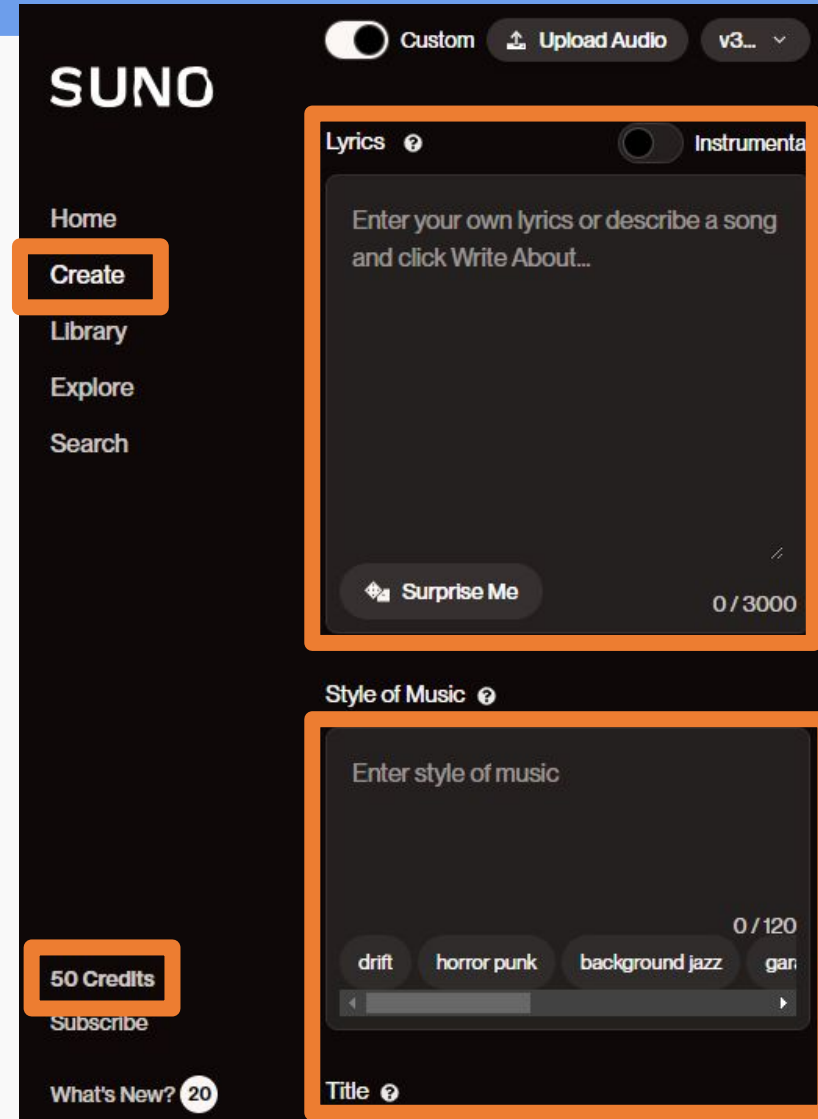 SUNO
Home
Create
Library
Explore
Search
50 Credits
Subscribe
What's New? 20
Custom Upload Audio v3...
Lyrics Instrumenta
Enter your own lyrics or describe a song
and click Write About...
Surprise Me 0 / 3000
Style of Music
Enter style of music
0 / 120
drift horror punk background jazz gara
Title